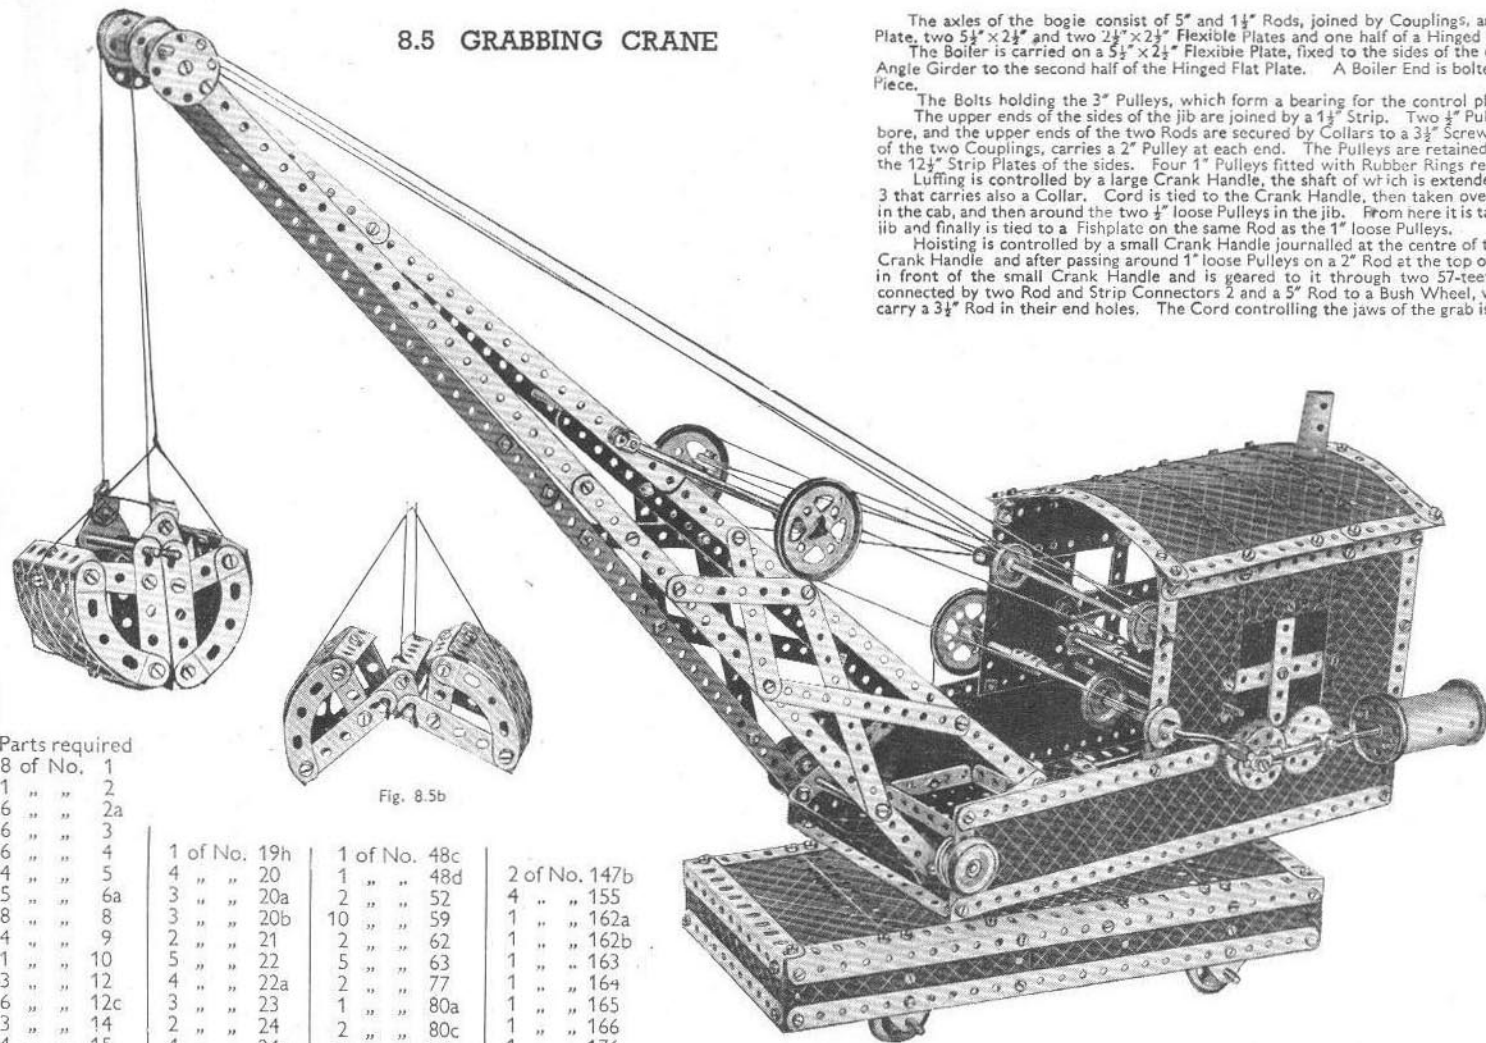 8.5 GRABBING CRANE
The axles of the bogie consist of 5" and 1½" Rods, joined by Couplings,
Plate, two 5½" × 2½" and two 2½" × 2½" Flexible Plates and one half of a Hinged
The Boiler is carried on a 5½" × 2½" Flexible Plate, fixed to the sides of the
Angle Girder to the second half of the Hinged Flat Plate. A Boiler End is
Piece.
The Bolts holding the 3" Pulleys, which form a bearing for the control
The upper ends of the sides of the jib are joined by a 1½" Strip. Two ½"
bore, and the upper ends of the two Rods are secured by Collars to a 3½"
of the two Couplings, carries a 2" Pulley at each end. The Pulleys are retained
the 12½" Strip Plates of the sides. Four 1" Pulleys fitted with Rubber Rings
Luffing is controlled by a large Crank Handle, the shaft of which is
3 that carries also a Collar. Cord is tied to the Crank Handle, then taken
in the cab, and then around the two ½" loose Pulleys in the jib. From here it is
jib and finally is tied to a Fishplate on the same Rod as the 1" loose Pulleys.
Hoisting is controlled by a small Crank Handle journalled at the centre of
Crank Handle and after passing around 1" loose Pulleys on a 2" Rod at the top
in front of the small Crank Handle and is geared to it through two
connected by two Rod and Strip Connectors 2 and a 5" Rod to a Bush Wheel,
carry a 3½" Rod in their end holes. The Cord controlling the jaws of the grab is
Fig. 8.5b
Parts required
8 of No. 1
1 „ „ 2
6 „ „ 2a
6 „ „ 3
6 „ „ 4
4 „ „ 5
5 „ „ 6a
8 „ „ 8
4 „ „ 9
1 „ „ 10
3 „ „ 12
6 „ „ 12c
3 „ „ 14
1 of No. 19h
4 „ „ 20
3 „ „ 20a
3 „ „ 20b
2 „ „ 21
5 „ „ 22
4 „ „ 22a
3 „ „ 23
2 „ „ 24
1 of No. 48c
1 „ „ 48d
2 „ „ 52
10 „ „ 59
2 „ „ 62
5 „ „ 63
2 „ „ 77
1 „ „ 80a
2 „ „ 80c
2 of No. 147b
4 „ „ 155
1 „ „ 162a
1 „ „ 162b
1 „ „ 163
1 „ „ 164
1 „ „ 165
1 „ „ 166